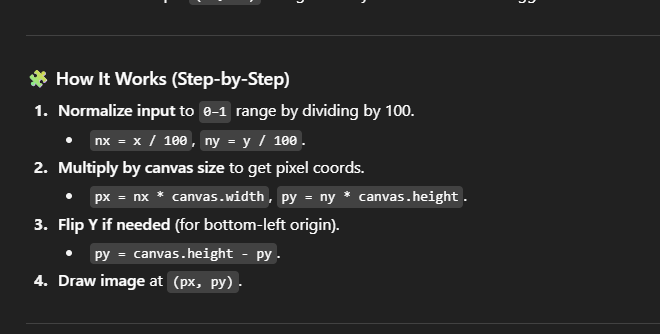 🧩 How It Works (Step-by-Step)
1. Normalize input to 0–1 range by dividing by 100.
• nx = x / 100, ny = y / 100.
2. Multiply by canvas size to get pixel coords.
• px = nx * canvas.width, py = ny * canvas.height.
3. Flip Y if needed (for bottom-left origin).
• py = canvas.height - py.
4. Draw image at (px, py).